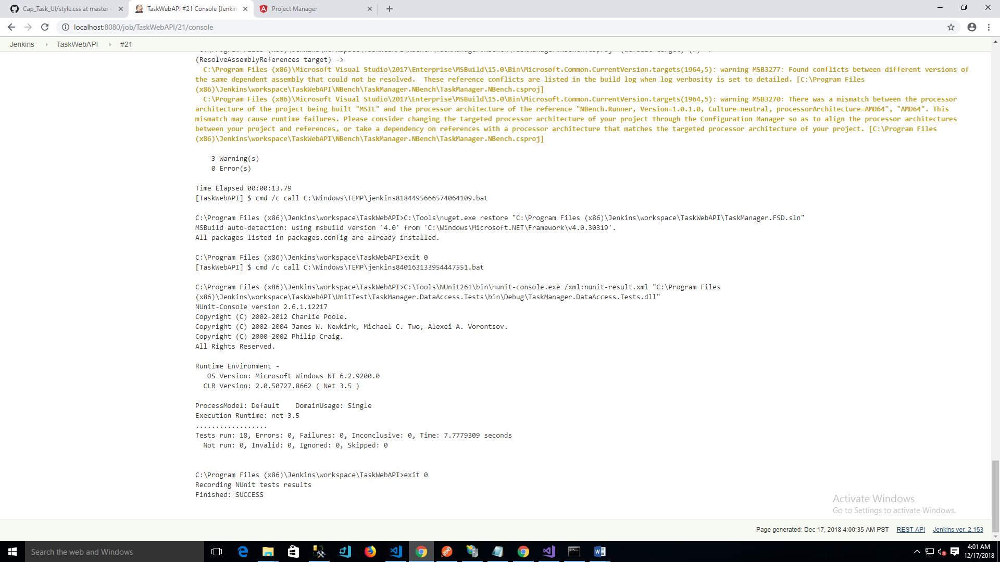 Cap_Task_UI/style.css at master
TaskWebAPI #21 Console [Jenkin
Project Manager
localhost:8080/job/TaskWebAPI/21/console
Jenkins
TaskWebAPI
#21
(ResolveAssemblyReferences target) ->
C:\Program Files (x86)\Microsoft Visual Studio\2017\Enterprise\MSBuild\15.0\Bin\Microsoft.Common.CurrentVersion.targets(1964,5): warning MSB3277: Found conflicts between different versions of
the same dependent assembly that could not be resolved.  These reference conflicts are listed in the build log when log verbosity is set to detailed. [C:\Program Files
(x86)\Jenkins\workspace\TaskWebAPI\NBench\TaskManager.NBench\TaskManager.NBench.csproj]
C:\Program Files (x86)\Microsoft Visual Studio\2017\Enterprise\MSBuild\15.0\Bin\Microsoft.Common.CurrentVersion.targets(1964,5): warning MSB3270: There was a mismatch between the processor
architecture of the project being built "MSIL" and the processor architecture of the reference "NBench.Runner, Version=1.0.1.0, Culture=neutral, processorArchitecture=AMD64", "AMD64". This
mismatch may cause runtime failures. Please consider changing the targeted processor architecture of your project through the Configuration Manager so as to align the processor architectures
between your project and references, or take a dependency on references with a processor architecture that matches the targeted processor architecture of your project. [C:\Program Files
(x86)\Jenkins\workspace\TaskWebAPI\NBench\TaskManager.NBench\TaskManager.NBench.csproj]
3 Warning(s)
0 Error(s)
Time Elapsed 00:00:13.79
[TaskWebAPI] $ cmd /c call C:\Windows\TEMP\jenkins8184495666574064109.bat
C:\Program Files (x86)\Jenkins\workspace\TaskWebAPI>C:\Tools\nuget.exe restore "C:\Program Files (x86)\Jenkins\workspace\TaskWebAPI\TaskManager.FSD.sln"
MSBuild auto-detection: using msbuild version '4.0' from 'C:\Windows\Microsoft.NET\Framework\v4.0.30319'.
All packages listed in packages.config are already installed.
C:\Program Files (x86)\Jenkins\workspace\TaskWebAPI>exit 0
[TaskWebAPI] $ cmd /c call C:\Windows\TEMP\jenkins840163133954447551.bat
C:\Program Files (x86)\Jenkins\workspace\TaskWebAPI>C:\Tools\NUnit261\bin\nunit-console.exe /xml:nunit-result.xml "C:\Program Files
(x86)\Jenkins\workspace\TaskWebAPI\UnitTest\TaskManager.DataAccess.Tests\bin\Debug\TaskManager.DataAccess.Tests.dll"
NUnit-Console version 2.6.1.12217
Copyright (C) 2002-2012 Charlie Poole.
Copyright (C) 2002-2004 James W. Newkirk, Michael C. Two, Alexei A. Vorontsov.
Copyright (C) 2000-2002 Philip Craig.
All Rights Reserved.
Runtime Environment -
OS Version: Microsoft Windows NT 6.2.9200.0
CLR Version: 2.0.50727.8662 ( Net 3.5 )
ProcessModel: Default    DomainUsage: Single
Execution Runtime: net-3.5
..................
Tests run: 18, Errors: 0, Failures: 0, Inconclusive: 0, Time: 7.7779309 seconds
Not run: 0, Invalid: 0, Ignored: 0, Skipped: 0
C:\Program Files (x86)\Jenkins\workspace\TaskWebAPI>exit 0
Recording NUnit tests results
Finished: SUCCESS
Activate Windows
Go to Settings to activate Windows.
Page generated: Dec 17, 2018 4:00:35 AM PST
REST API
Jenkins ver. 2.153
Search the web and Windows
4:01 AM
12/17/2018